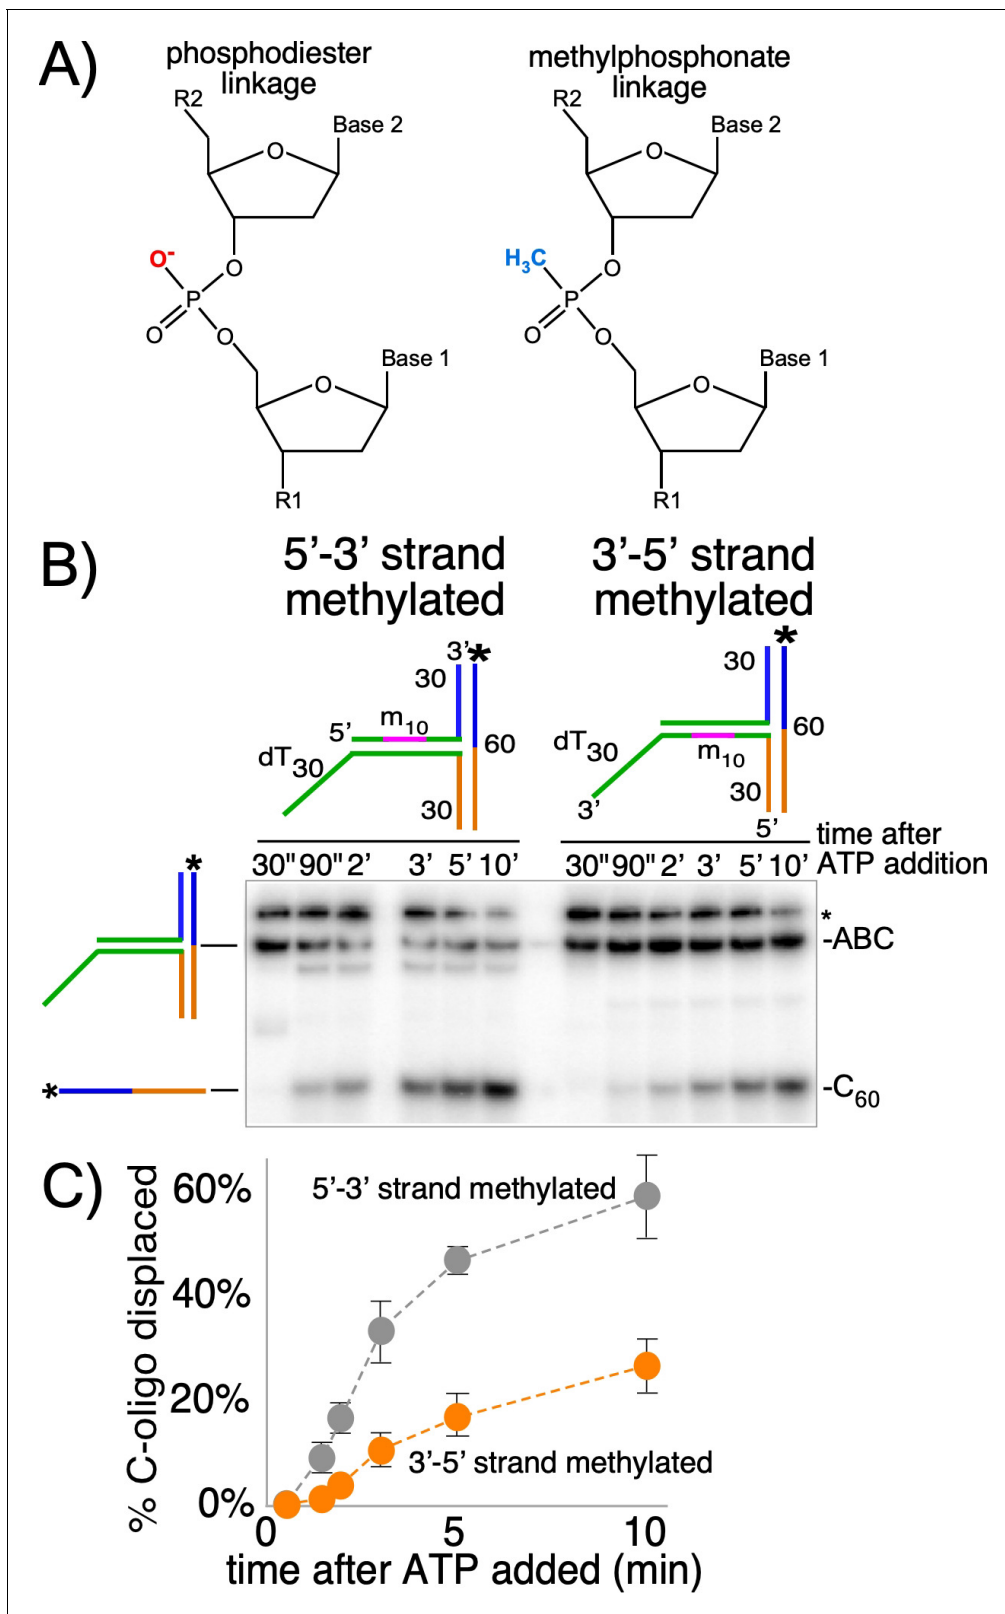 A)
phosphodiester
linkage
methylphosphonate
linkage
R2
Base 2
O
O⁻
O
P
O
O
Base 1
O
R1
R2
Base 2
O
H₃C
O
P
O
O
Base 1
O
R1
B)
5’-3’ strand
methylated
3’-5’ strand
methylated
3’*
30
5’
m₁₀
60
dT₃₀
30
*
30
60
dT₃₀
m₁₀
30
3’
5’
time after
ATP addition
30" 90" 2’ 3’ 5’ 10’
30" 90" 2’ 3’ 5’ 10’
*
*
-ABC
*
-C₆₀
C)
% C-oligo displaced
60%
40%
20%
0%
5’-3’ strand methylated
3’-5’ strand methylated
0 5 10
time after ATP added (min)